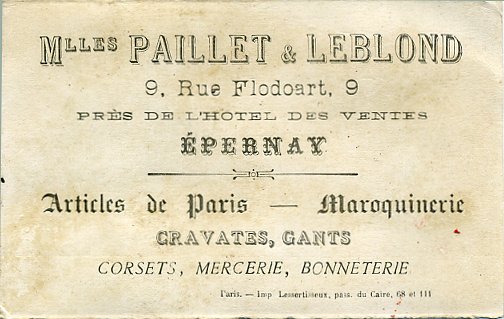 MLLES PAILLET & LEBLOND
9, Rue Flodoart, 9
PRÈS DE L'HOTEL DES VENTES
ÉPERNAY
Articles de Paris — Maroquinerie
CRAVATES, GANTS
CORSETS, MERCERIE, BONNETERIE
Paris. — Imp Lessertisseux, pass. du Caire, 68 et 111